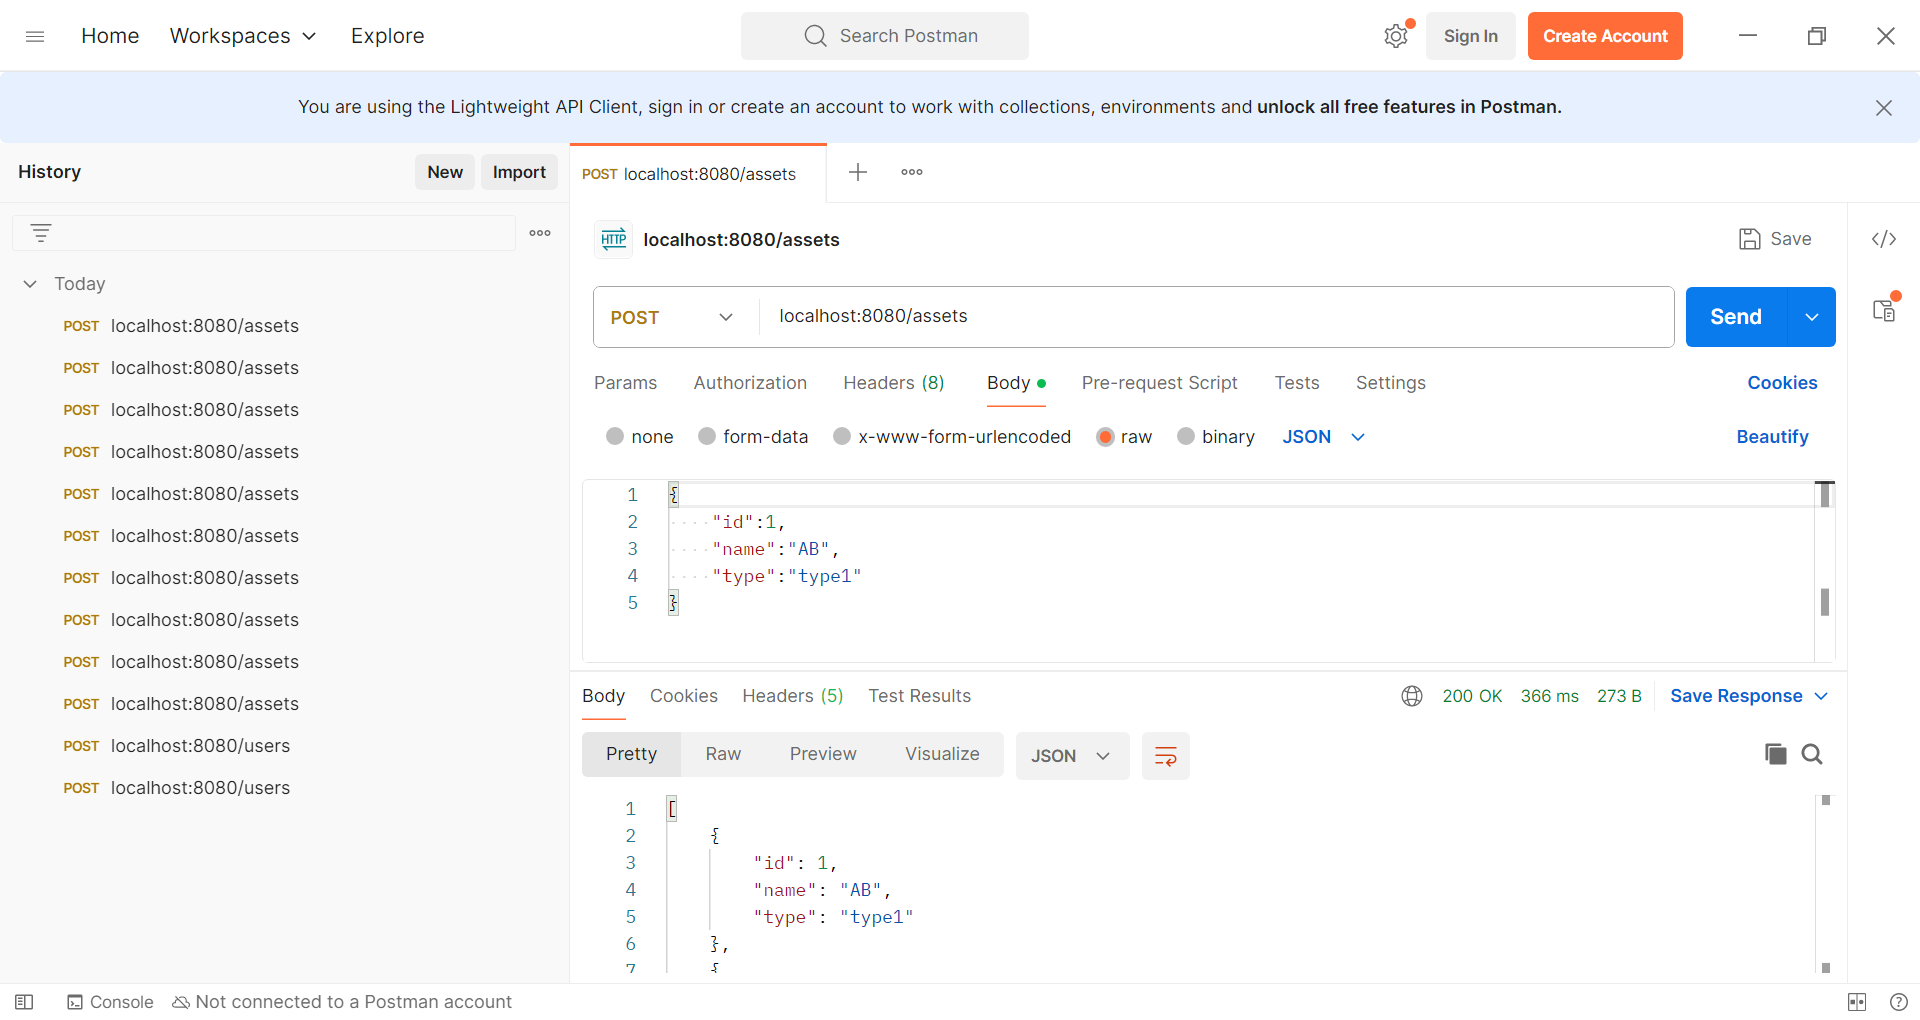 Home Workspaces Explore Search Postman Sign In Create Account
You are using the Lightweight API Client, sign in or create an account to work with collections, environments and unlock all free features in Postman.
History New Import
POST localhost:8080/assets
HTTP localhost:8080/assets Save
Today
POST localhost:8080/assets
POST localhost:8080/assets
POST localhost:8080/assets
POST localhost:8080/assets
POST localhost:8080/assets
POST localhost:8080/assets
POST localhost:8080/assets
POST localhost:8080/assets
POST localhost:8080/assets
POST localhost:8080/assets
POST localhost:8080/users
POST localhost:8080/users
POST localhost:8080/assets Send
Params Authorization Headers (8) Body Pre-request Script Tests Settings Cookies
none form-data x-www-form-urlencoded raw binary JSON Beautify
1 {
2 "id":1,
3 "name":"AB",
4 "type":"type1"
5 }
Body Cookies Headers (5) Test Results 200 OK 366 ms 273 B Save Response
Pretty Raw Preview Visualize JSON
1 [
2 {
3 "id": 1,
4 "name": "AB",
5 "type": "type1"
6 },
7 {
Console Not connected to a Postman account